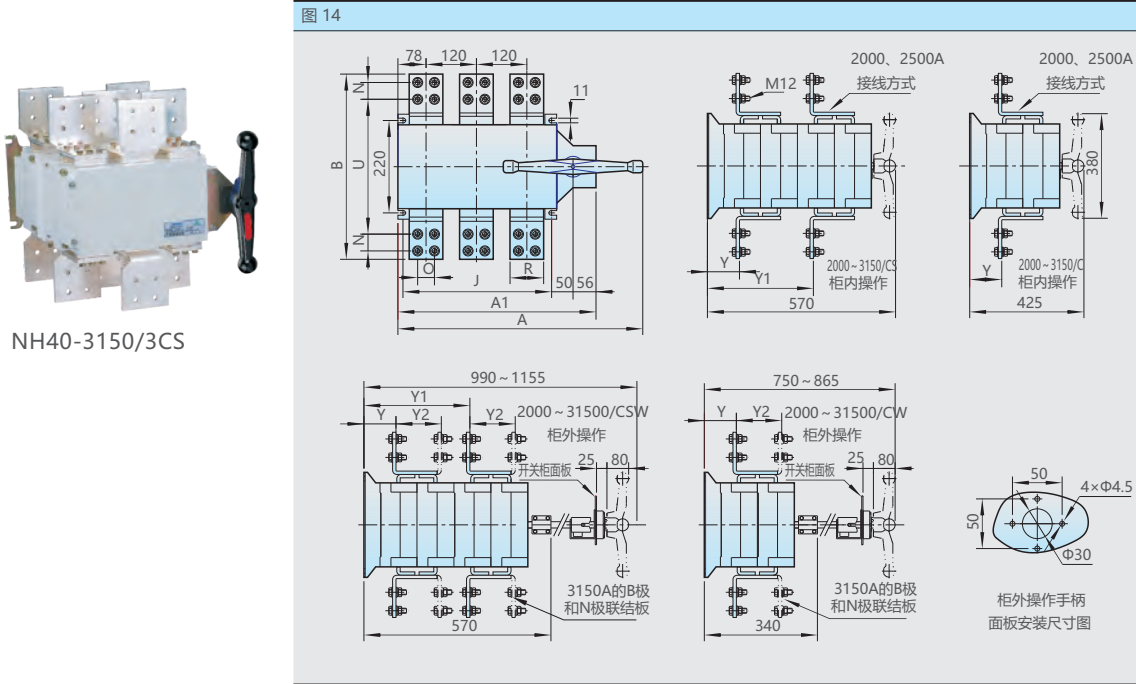 图 14
NH40-3150/3CS
78 120 120
N
11
B
U
220
N
O
J
R
50 56
A1
A
2000、2500A
接线方式
M12
Y
Y1
2000~3150/CS
柜内操作
570
2000、2500A
接线方式
380
Y
2000~3150/C
柜内操作
425
990~1155
Y1
Y Y2 Y2
2000~31500/CSW
柜外操作
25 80
开关柜面板
3150A的B极
和N极联结板
570
750~865
Y Y2
2000~31500/CW
柜外操作
25 80
开关柜面板
3150A的B极
和N极联结板
340
50
4×Φ4.5
50
Φ30
柜外操作手柄
面板安装尺寸图